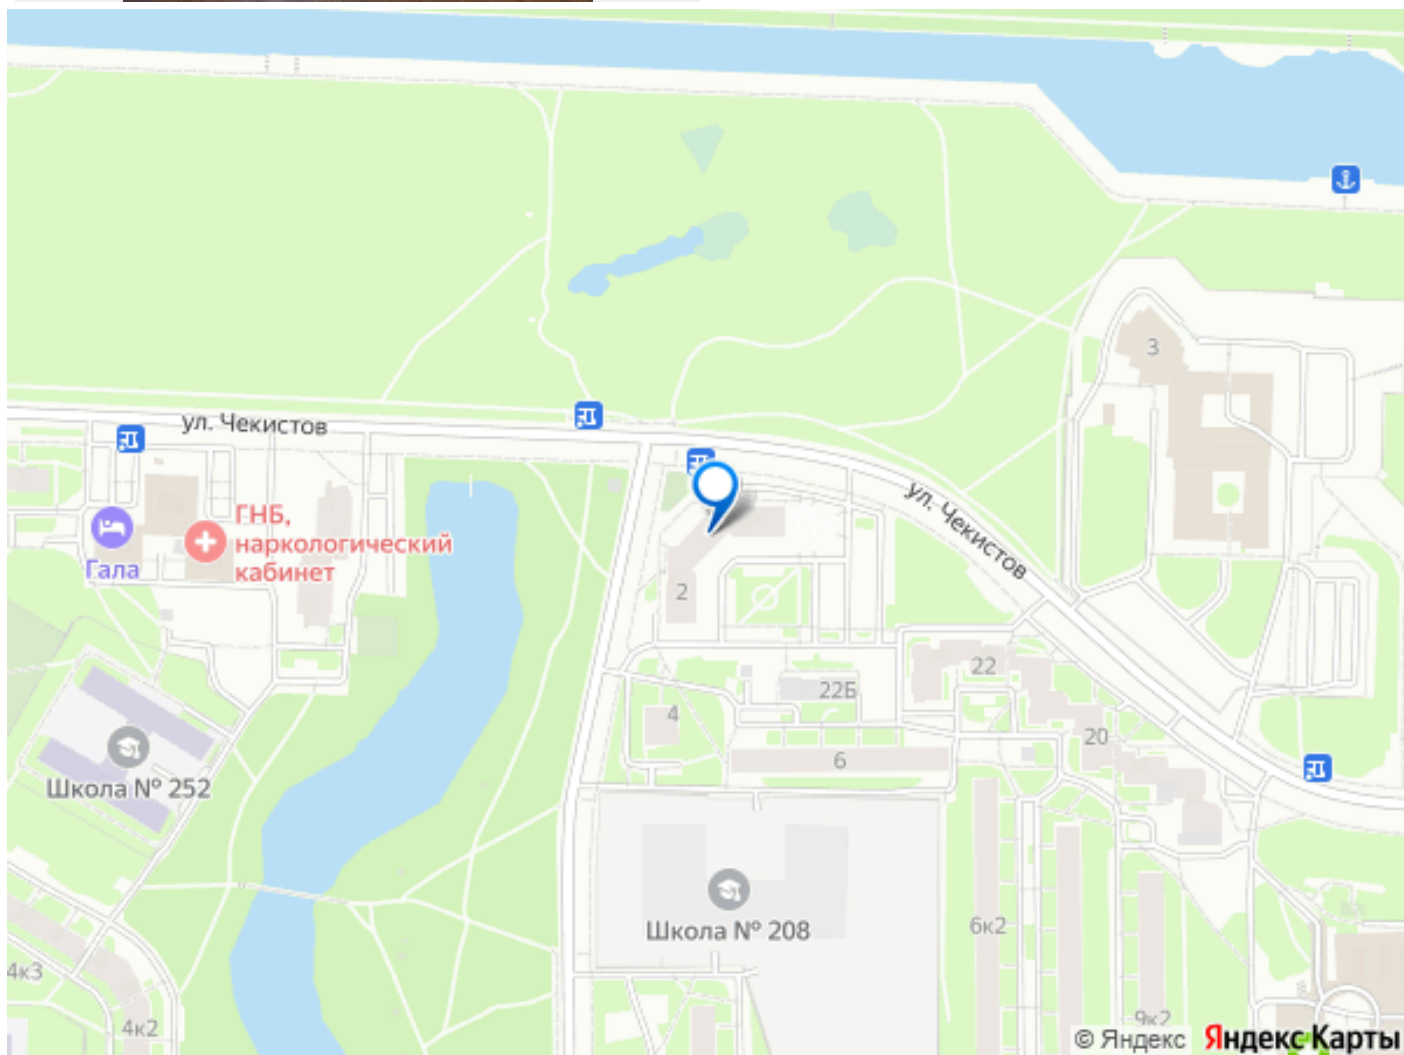 3
ул. Чекистов
ул. Чекистов
ГНБ,
наркологический
кабинет
Гала
2
22
22Б
4
20
6
Школа № 252
Школа № 208
6к2
4к3
4к2
9к2
© Яндекс Яндекс Карты